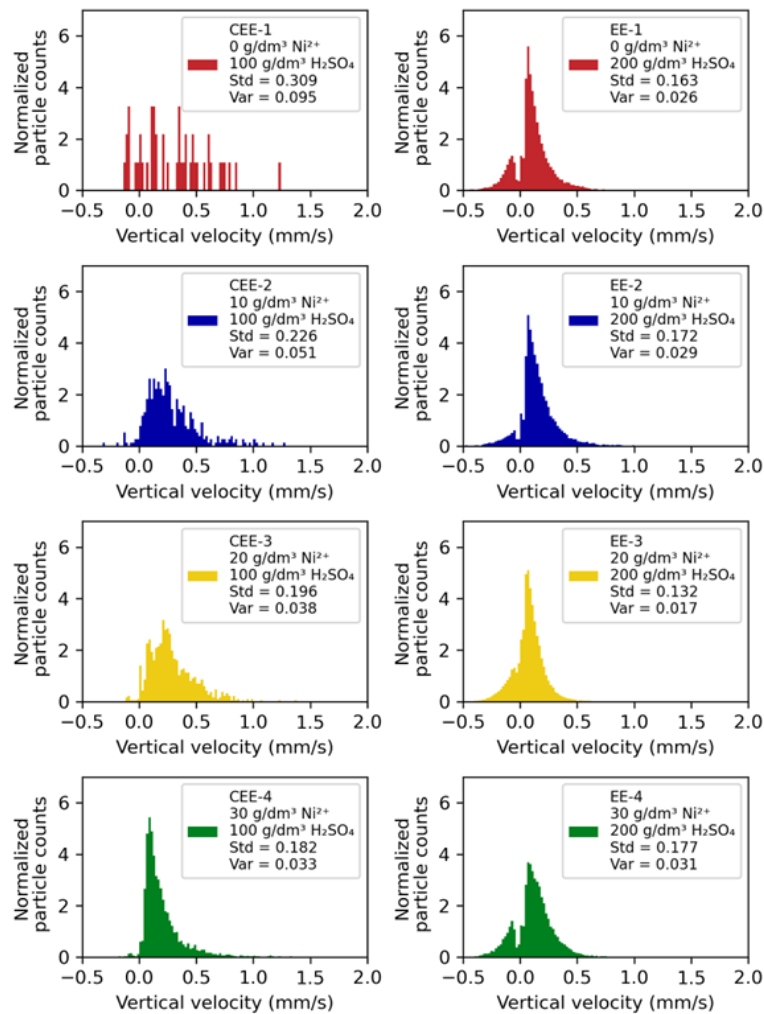 CEE-1
0 g/dm³ Ni²⁺
100 g/dm³ H₂SO₄
Std = 0.309
Var = 0.095
Normalized
particle counts
6
4
2
0
−0.5 0.0 0.5 1.0 1.5 2.0
Vertical velocity (mm/s)
EE-1
0 g/dm³ Ni²⁺
200 g/dm³ H₂SO₄
Std = 0.163
Var = 0.026
Normalized
particle counts
6
4
2
0
−0.5 0.0 0.5 1.0 1.5 2.0
Vertical velocity (mm/s)
CEE-2
10 g/dm³ Ni²⁺
100 g/dm³ H₂SO₄
Std = 0.226
Var = 0.051
Normalized
particle counts
6
4
2
0
−0.5 0.0 0.5 1.0 1.5 2.0
Vertical velocity (mm/s)
EE-2
10 g/dm³ Ni²⁺
200 g/dm³ H₂SO₄
Std = 0.172
Var = 0.029
Normalized
particle counts
6
4
2
0
−0.5 0.0 0.5 1.0 1.5 2.0
Vertical velocity (mm/s)
CEE-3
20 g/dm³ Ni²⁺
100 g/dm³ H₂SO₄
Std = 0.196
Var = 0.038
Normalized
particle counts
6
4
2
0
−0.5 0.0 0.5 1.0 1.5 2.0
Vertical velocity (mm/s)
EE-3
20 g/dm³ Ni²⁺
200 g/dm³ H₂SO₄
Std = 0.132
Var = 0.017
Normalized
particle counts
6
4
2
0
−0.5 0.0 0.5 1.0 1.5 2.0
Vertical velocity (mm/s)
CEE-4
30 g/dm³ Ni²⁺
100 g/dm³ H₂SO₄
Std = 0.182
Var = 0.033
Normalized
particle counts
6
4
2
0
−0.5 0.0 0.5 1.0 1.5 2.0
Vertical velocity (mm/s)
EE-4
30 g/dm³ Ni²⁺
200 g/dm³ H₂SO₄
Std = 0.177
Var = 0.031
Normalized
particle counts
6
4
2
0
−0.5 0.0 0.5 1.0 1.5 2.0
Vertical velocity (mm/s)